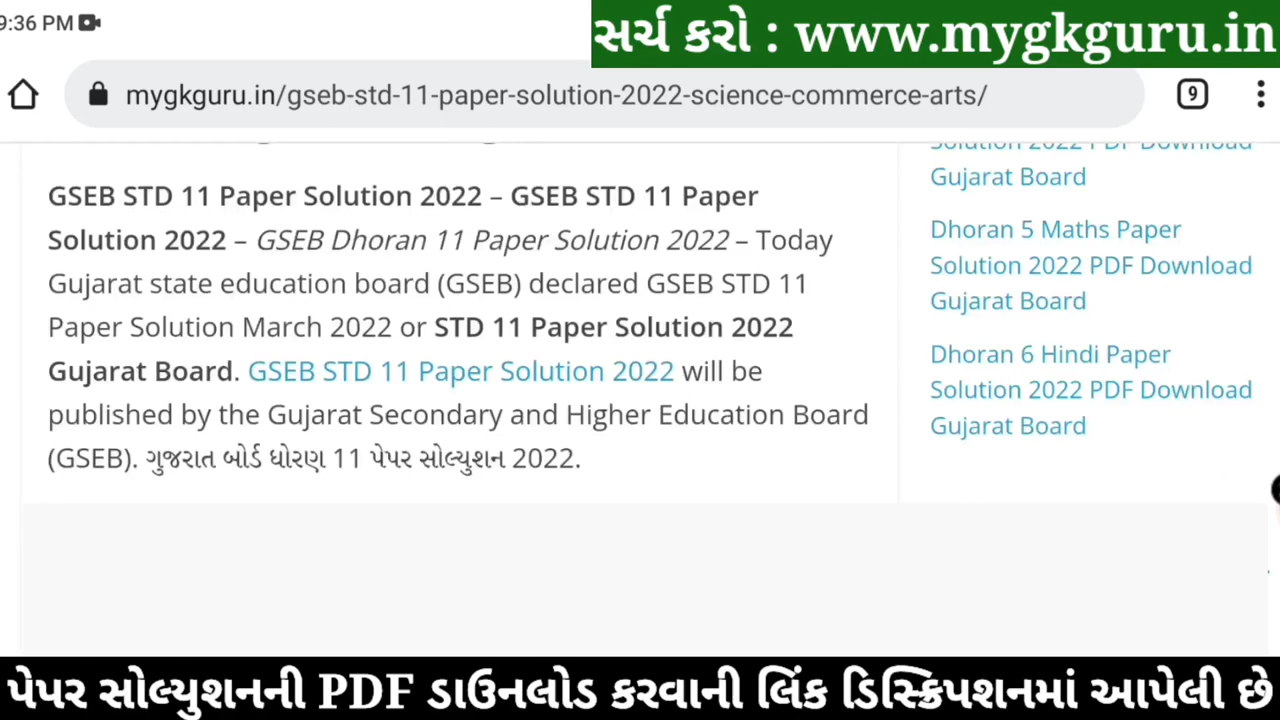 9:36 PM
સર્ચ કરો : www.mygkguru.in
mygkguru.in/gseb-std-11-paper-solution-2022-science-commerce-arts/
9
GSEB STD 11 Paper Solution 2022 – GSEB STD 11 Paper
Solution 2022 – GSEB Dhoran 11 Paper Solution 2022 – Today
Gujarat state education board (GSEB) declared GSEB STD 11
Paper Solution March 2022 or STD 11 Paper Solution 2022
Gujarat Board. GSEB STD 11 Paper Solution 2022 will be
published by the Gujarat Secondary and Higher Education Board
(GSEB). ગુજરાત બોર્ડ ધોરણ 11 પેપર સોલ્યુશન 2022.
Solution 2022 PDF Download
Gujarat Board
Dhoran 5 Maths Paper
Solution 2022 PDF Download
Gujarat Board
Dhoran 6 Hindi Paper
Solution 2022 PDF Download
Gujarat Board
પેપર સોલ્યુશનની PDF ડાઉનલોડ કરવાની લિંક ડિસ્ક્રિપશનમાં આપેલી છે